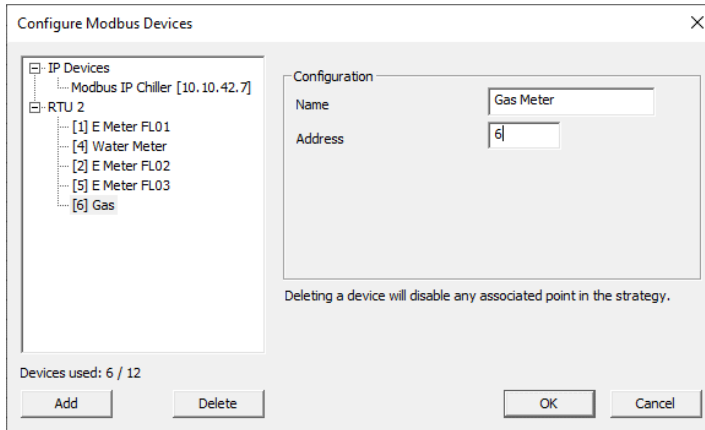 Configure Modbus Devices
IP Devices
Modbus IP Chiller [10.10.42.7]
RTU 2
[1] E Meter FL01
[4] Water Meter
[2] E Meter FL02
[5] E Meter FL03
[6] Gas
Devices used: 6 / 12
Add
Delete
Configuration
Name
Gas Meter
Address
6
Deleting a device will disable any associated point in the strategy.
OK
Cancel